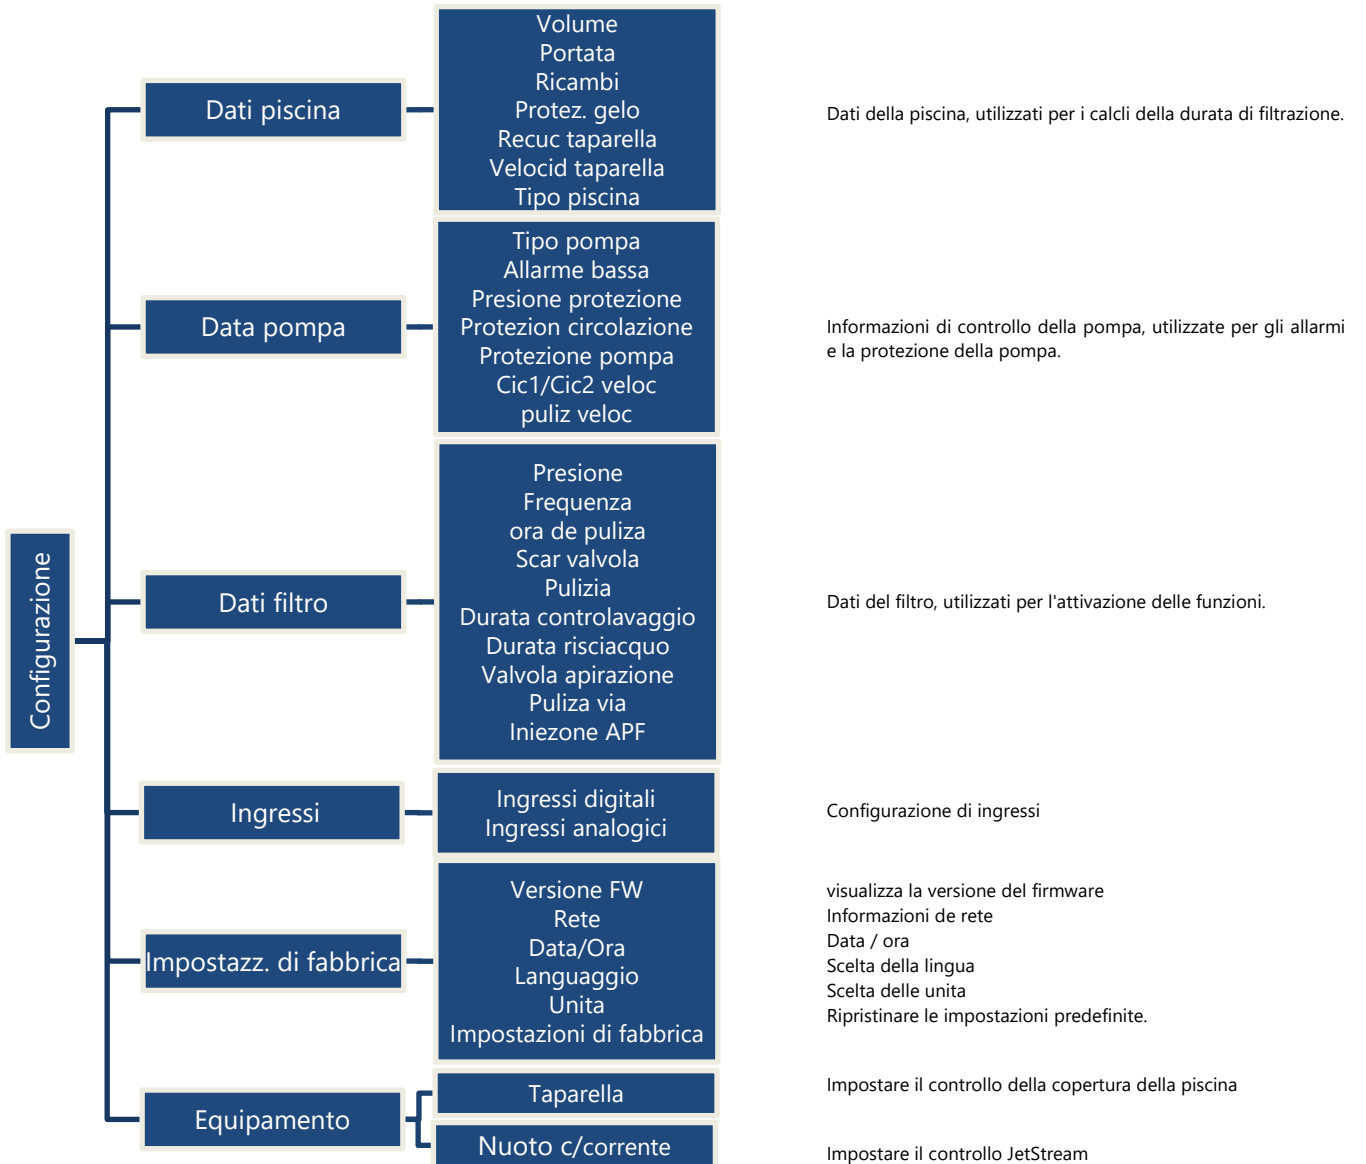 Configurazione
Dati piscina
Volume
Portata
Ricambi
Protez. gelo
Recuc taparella
Velocid taparella
Tipo piscina
Dati della piscina, utilizzati per i calcli della durata di filtrazione.
Data pompa
Tipo pompa
Allarme bassa
Presione protezione
Protezion circolazione
Protezione pompa
Cic1/Cic2 veloc
puliz veloc
Informazioni di controllo della pompa, utilizzate per gli allarmi
e la protezione della pompa.
Dati filtro
Presione
Frequenza
ora de puliza
Scar valvola
Pulizia
Durata controlavaggio
Durata risciacquo
Valvola apirazione
Puliza via
Iniezone APF
Dati del filtro, utilizzati per l'attivazione delle funzioni.
Ingressi
Ingressi digitali
Ingressi analogici
Configurazione di ingressi
Impostazz. di fabbrica
Versione FW
Rete
Data/Ora
Languaggio
Unita
Impostazioni di fabbrica
visualizza la versione del firmware
Informazioni de rete
Data / ora
Scelta della lingua
Scelta delle unita
Ripristinare le impostazioni predefinite.
Equipamento
Taparella
Impostare il controllo della copertura della piscina
Nuoto c/corrente
Impostare il controllo JetStream